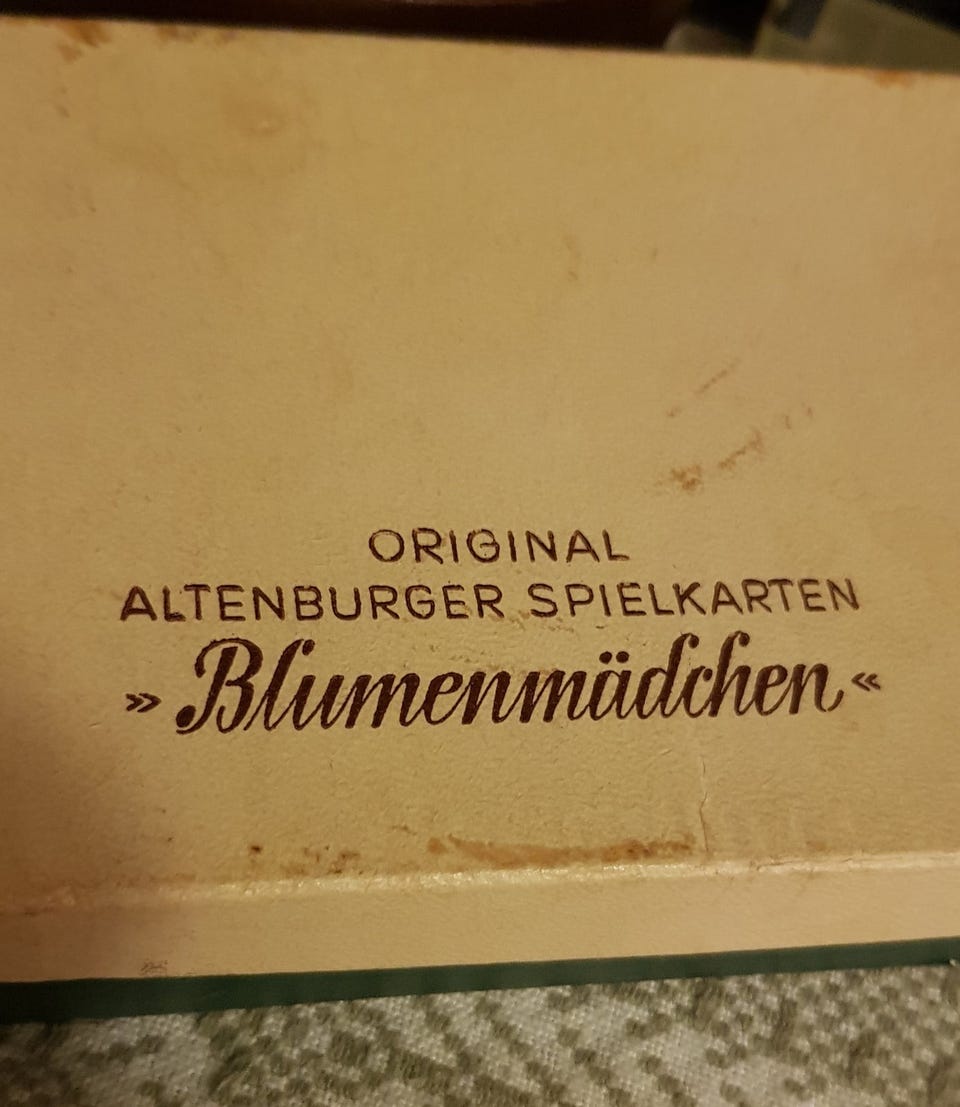 ORIGINAL
ALTENBURGER SPIELKARTEN
»Blumenmädchen«